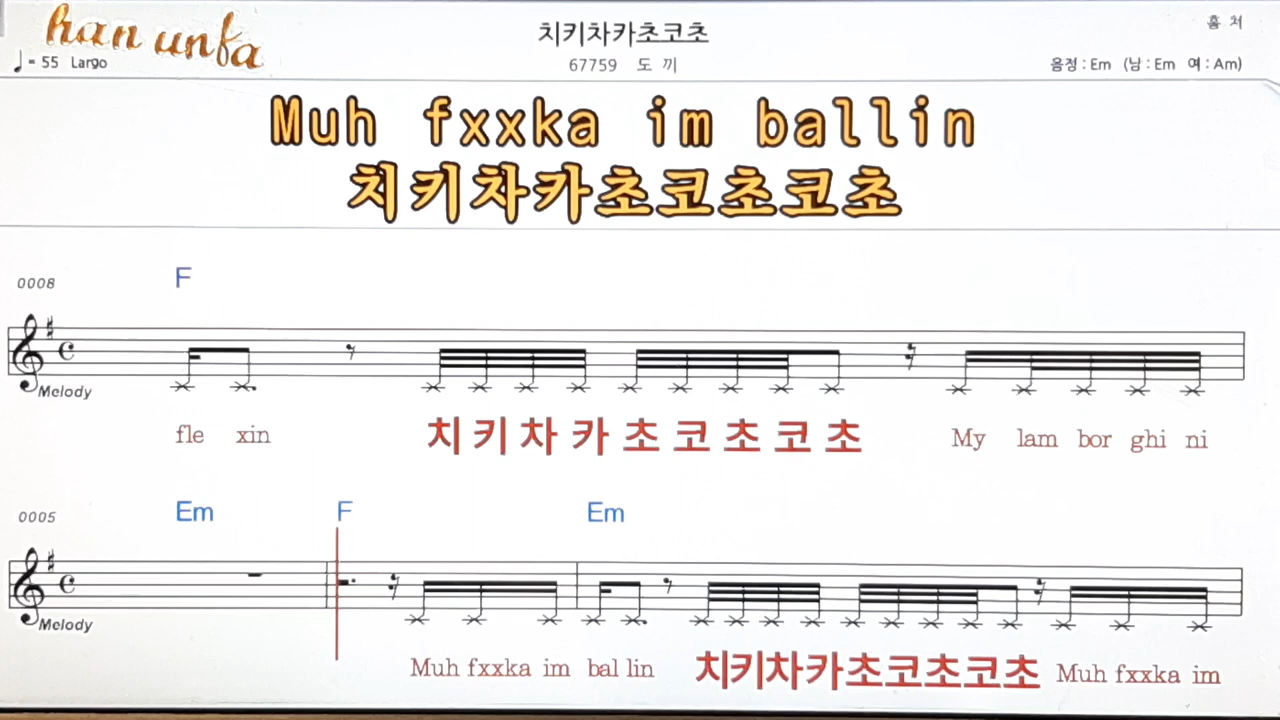 han unfa
♩= 55 Largo
치키차카초코초
67759 도 끼
흠 쳐
음정 : Em (남 : Em 여 : Am)
Muh fxxka im ballin
치키차카초코초코초
0008
F
Melody
fle xin 치 키 차 카 초 코 초 코 초 My lam bor ghi ni
0005
Em F Em
Melody
Muh fxxka im bal lin 치키차카초코초코초 Muh fxxka im